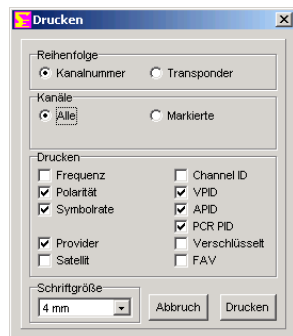 Drucken
Reihenfolge
Kanalnummer Transponder
Kanäle
Alle Markierte
Drucken
Frequenz Channel ID
Polarität VPID
Symbolrate APID
PCR PID
Provider Verschlüsselt
Satellit FAV
Schriftgröße
4 mm Abbruch Drucken